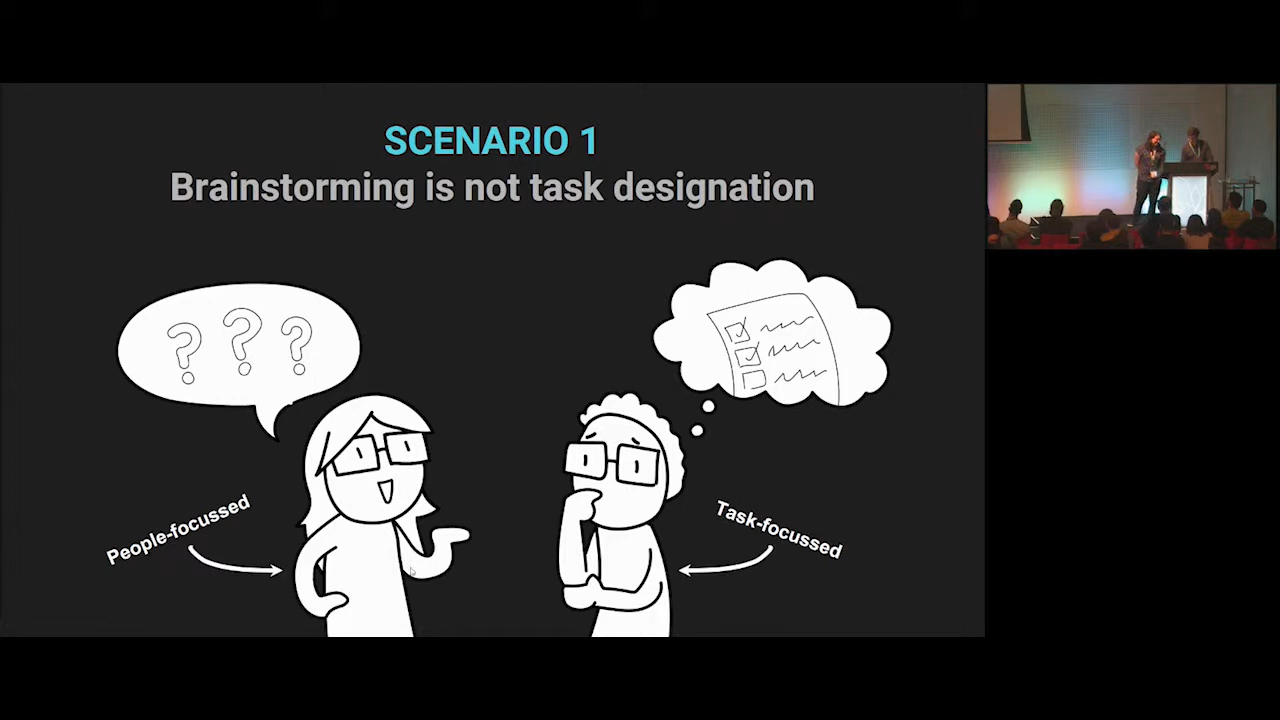 SCENARIO 1
Brainstorming is not task designation
? ? ?
People-focussed
Task-focussed